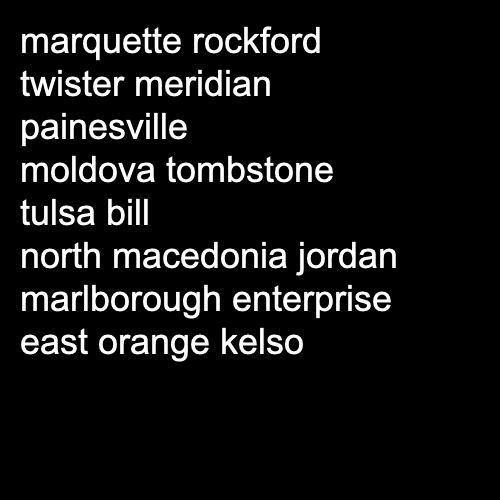 marquette rockford
twister meridian
painesville
moldova tombstone
tulsa bill
north macedonia jordan
marlborough enterprise
east orange kelso